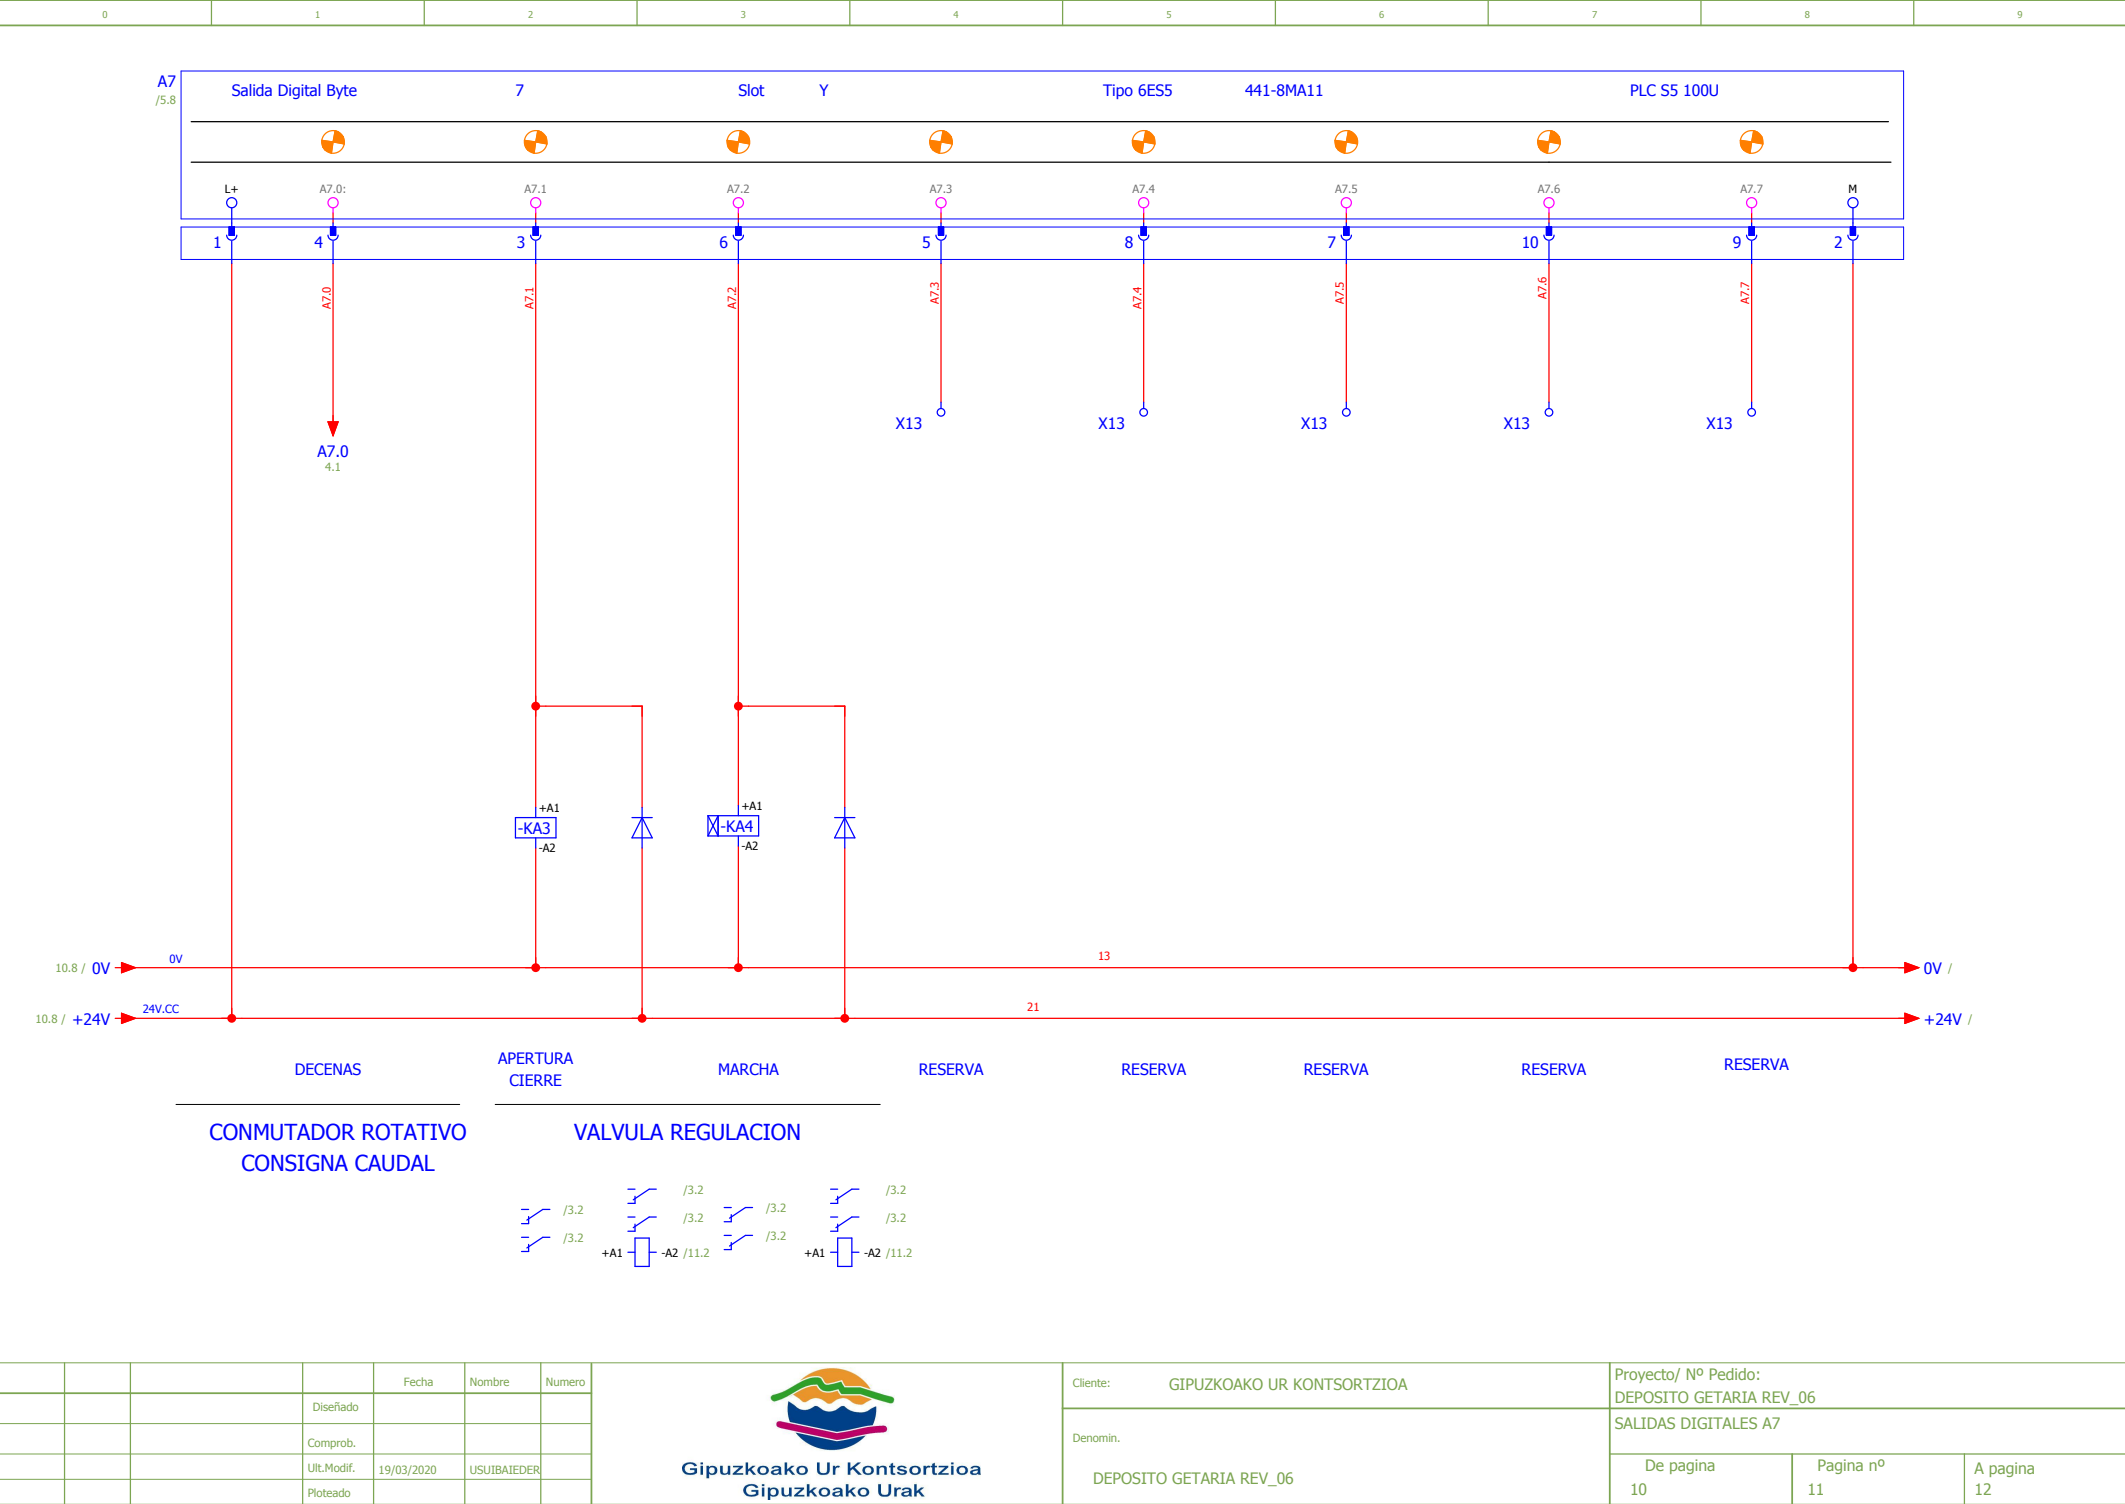 0 1 2 3 4 5 6 7 8 9
A7 Salida Digital Byte 7 Slot Y Tipo 6ES5 441-8MA11 PLC S5 100U
/5.8
L+ A7.0: A7.1 A7.2 A7.3 A7.4 A7.5 A7.6 A7.7 M
1 4 3 6 5 8 7 10 9 2
A7.0 A7.1 A7.2 A7.3 A7.4 A7.5 A7.6 A7.7
X13 X13 X13 X13 X13
A7.0
4.1
+A1 +A1
-KA3 -KA4
-A2 -A2
10.8 / 0V 0V 13 0V /
10.8 / +24V 24V.CC 21 +24V /
DECENAS APERTURA MARCHA RESERVA RESERVA RESERVA RESERVA RESERVA
CIERRE
CONMUTADOR ROTATIVO VALVULA REGULACION
CONSIGNA CAUDAL
/3.2 /3.2
/3.2 /3.2
/3.2 /3.2
/3.2 /3.2
+A1 -A2 /11.2 +A1 -A2 /11.2
Fecha Nombre Numero
Diseñado
Comprob.
Ult.Modif. 19/03/2020 USUIBAIEDER
Ploteado
Gipuzkoako Ur Kontsortzioa
Gipuzkoako Urak
Cliente: GIPUZKOAKO UR KONTSORTZIOA
Denomin.
DEPOSITO GETARIA REV_06
Proyecto/ Nº Pedido:
DEPOSITO GETARIA REV_06
SALIDAS DIGITALES A7
De pagina Pagina nº A pagina
10 11 12